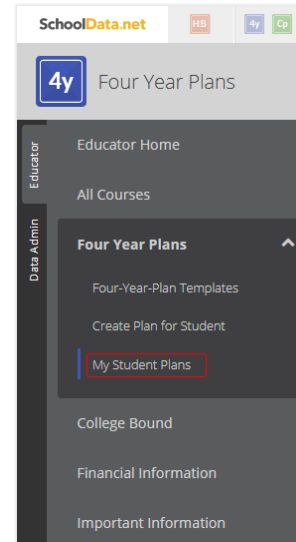 SchoolData.net HS 4y Cp
4y Four Year Plans
Educator
Data Admin
Educator Home
All Courses
Four Year Plans
Four-Year-Plan Templates
Create Plan for Student
My Student Plans
College Bound
Financial Information
Important Information